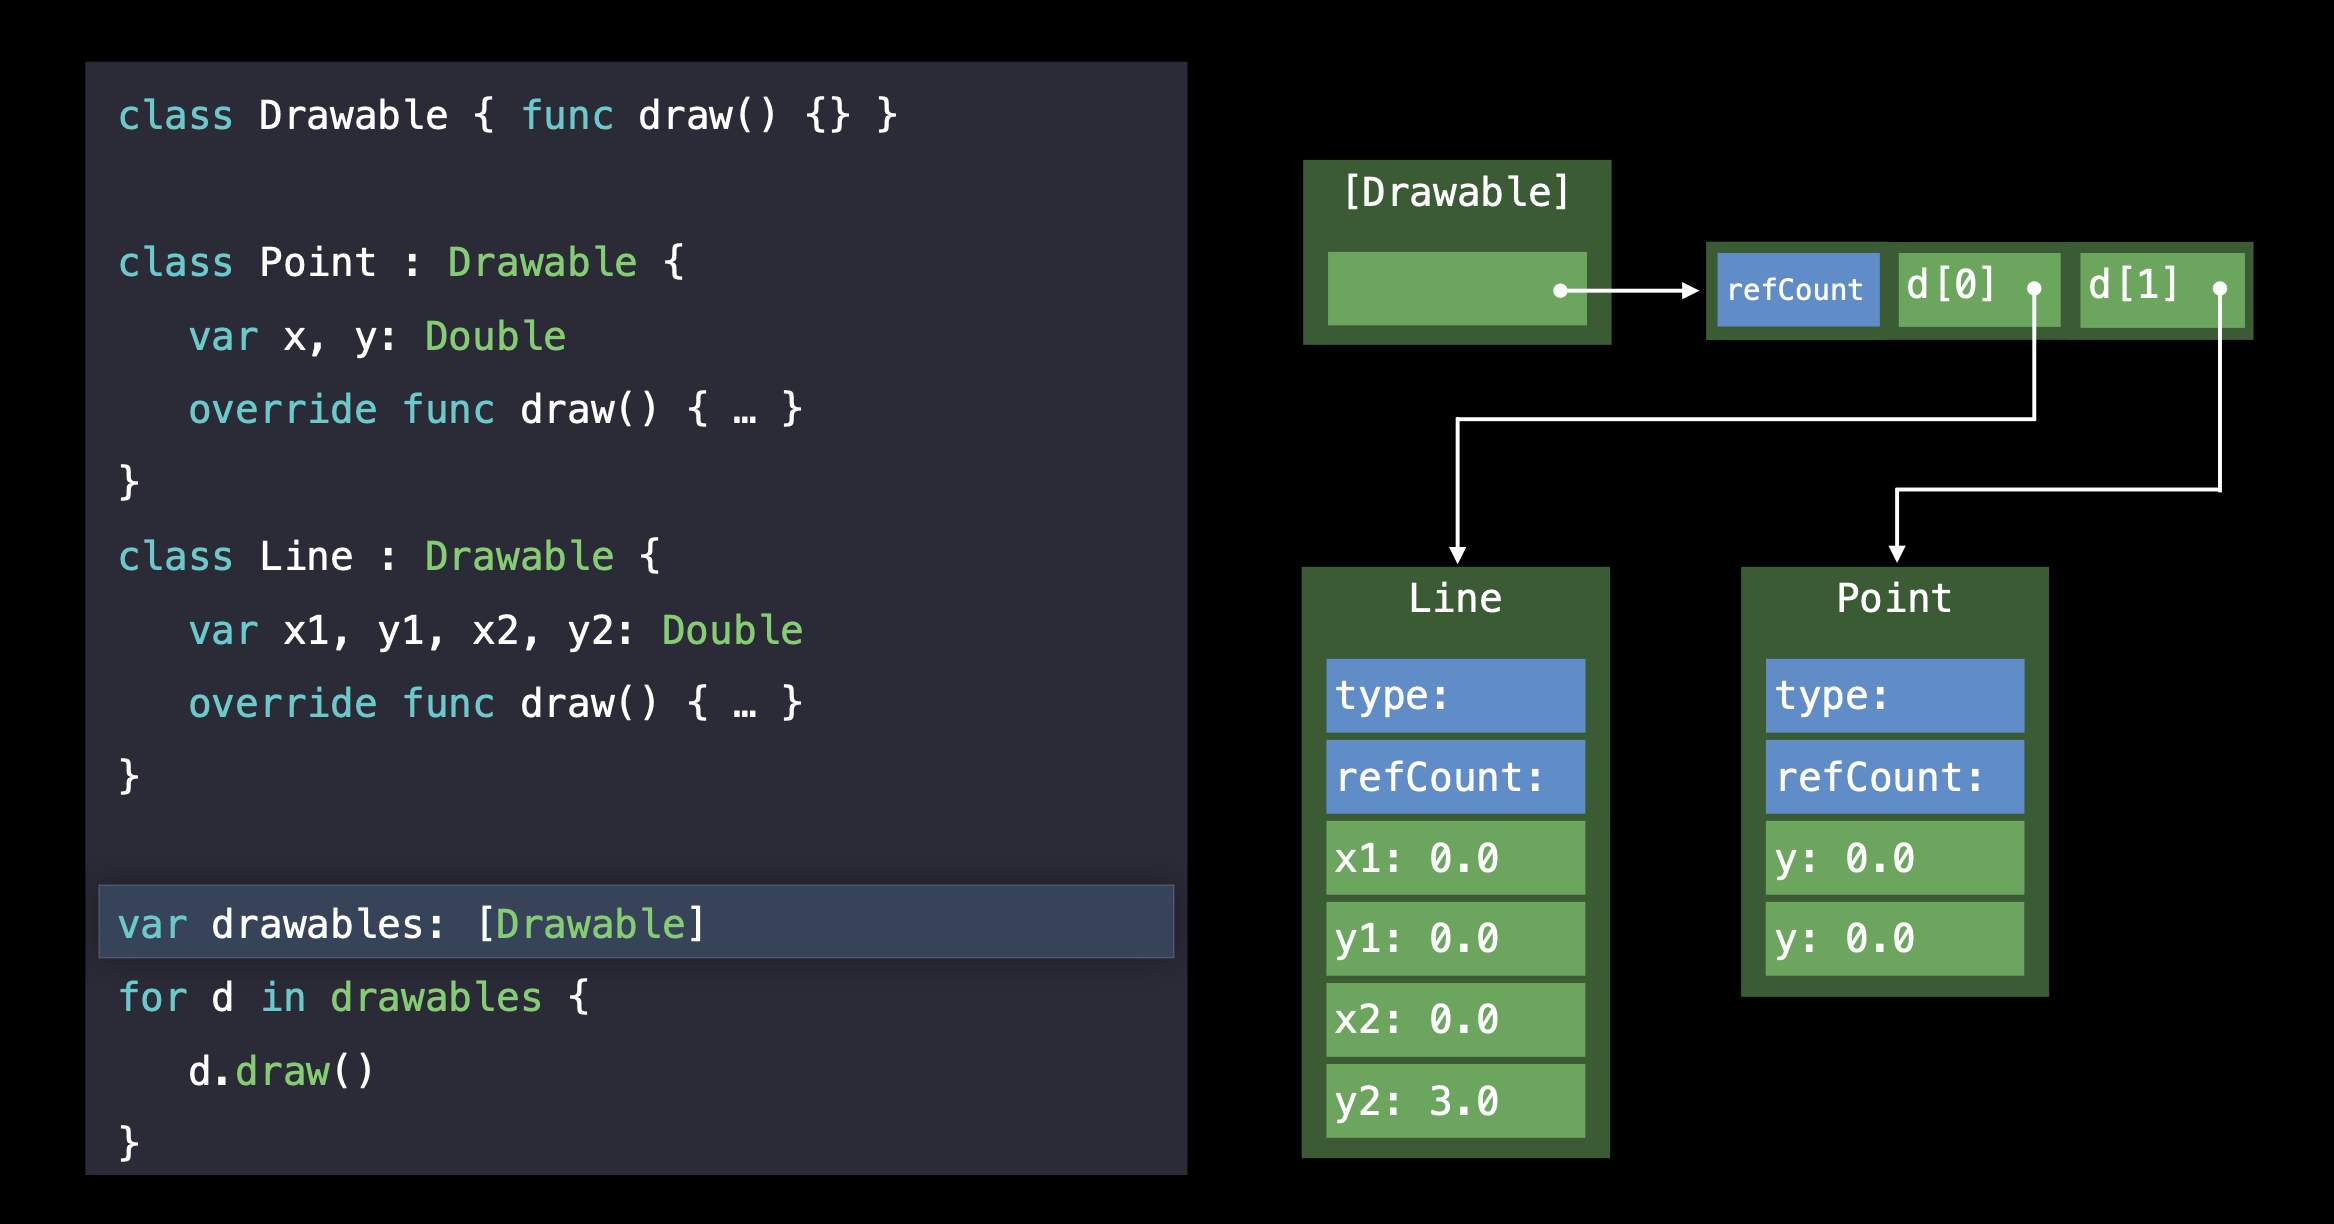 class Drawable { func draw() {} }
class Point : Drawable {
var x, y: Double
override func draw() { … }
}
class Line : Drawable {
var x1, y1, x2, y2: Double
override func draw() { … }
}
var drawables: [Drawable]
for d in drawables {
d.draw()
}
[Drawable]
refCount
d[0]
d[1]
Line
type:
refCount:
x1: 0.0
y1: 0.0
x2: 0.0
y2: 3.0
Point
type:
refCount:
y: 0.0
y: 0.0